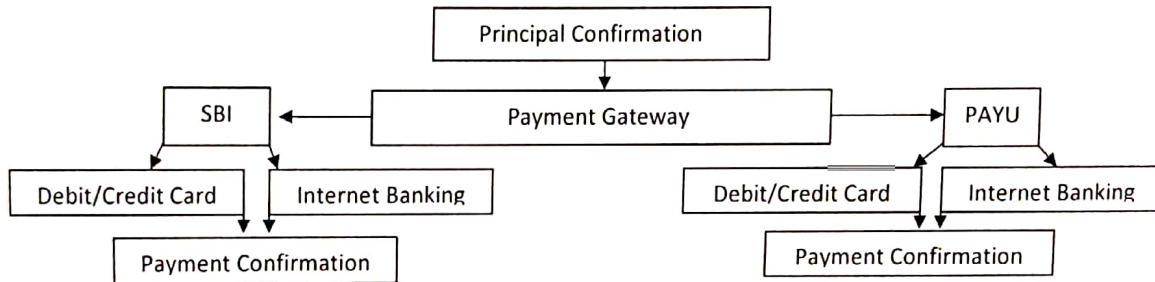 Principal Confirmation
SBI
Payment Gateway
PAYU
Debit/Credit Card
Internet Banking
Debit/Credit Card
Internet Banking
Payment Confirmation
Payment Confirmation